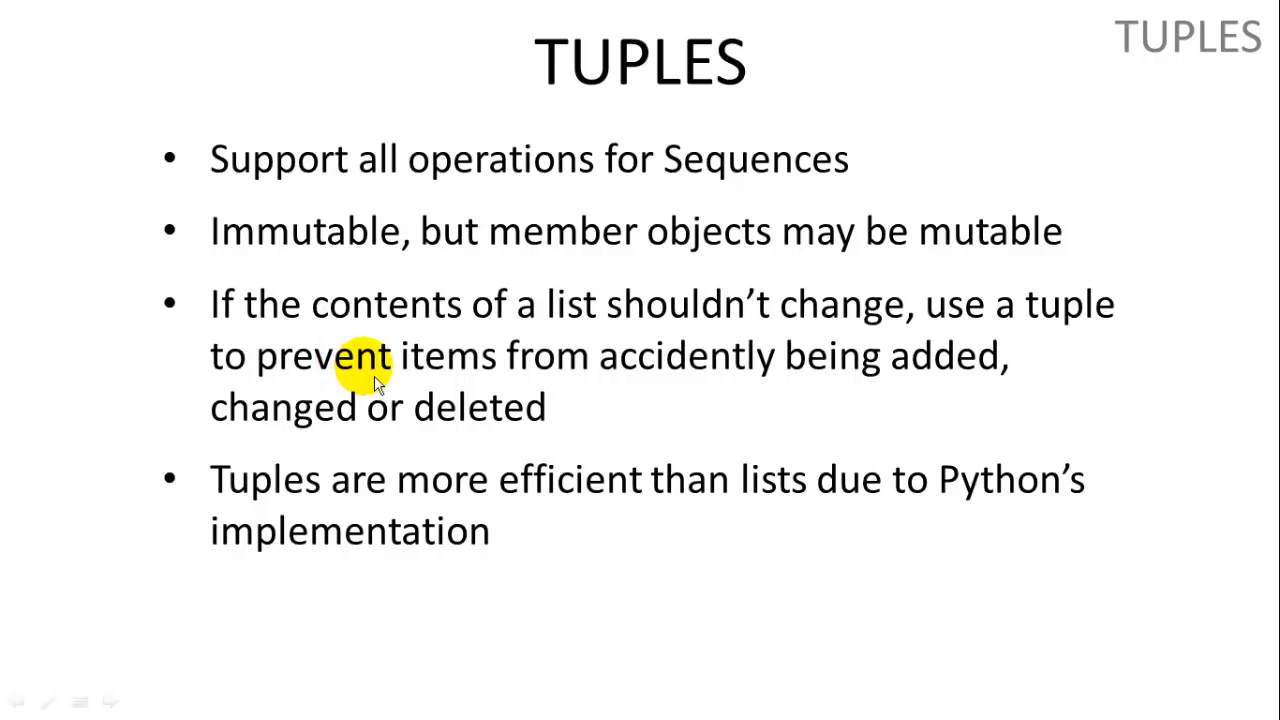 TUPLES
TUPLES
• Support all operations for Sequences
• Immutable, but member objects may be mutable
• If the contents of a list shouldn’t change, use a tuple
to prevent items from accidently being added,
changed or deleted
• Tuples are more efficient than lists due to Python’s
implementation